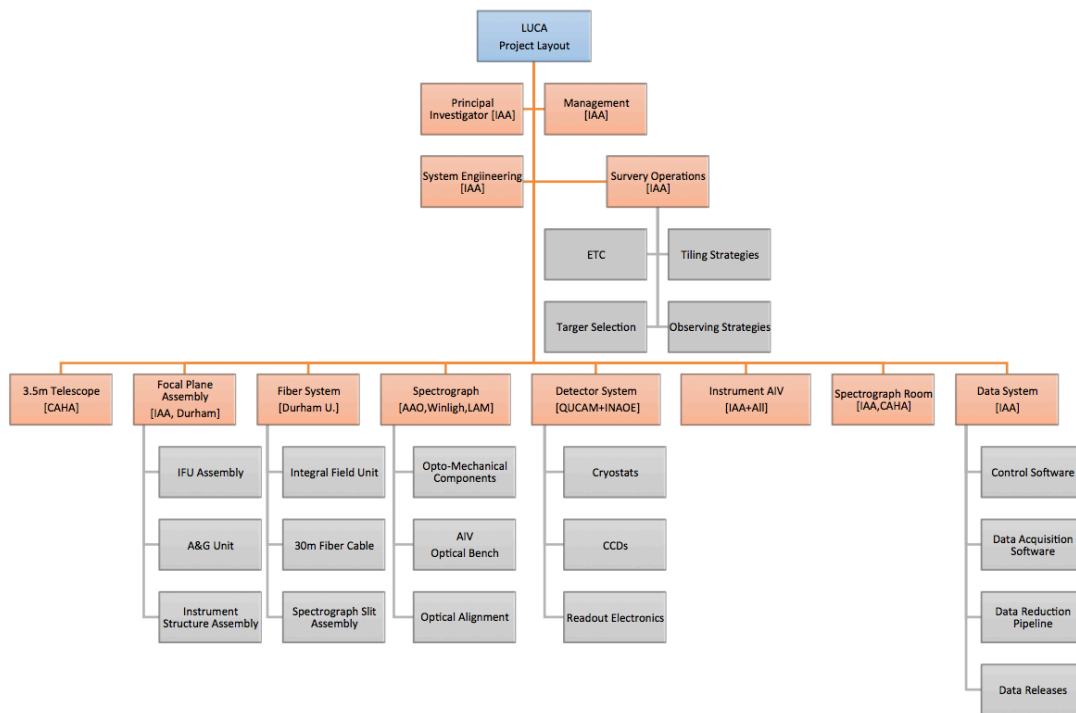 LUCA
Project Layout
Principal
Investigator [IAA]
Management
[IAA]
System Engiineering
[IAA]
Survery Operations
[IAA]
ETC
Tiling Strategies
Targer Selection
Observing Strategies
3.5m Telescope
[CAHA]
Focal Plane
Assembly
[IAA, Durham]
Fiber System
[Durham U.]
Spectrograph
[AAO,Winligh,LAM]
Detector System
[QUCAM+INAOE]
Instrument AIV
[IAA+All]
Spectrograph Room
[IAA,CAHA]
Data System
[IAA]
IFU Assembly
Integral Field Unit
Opto-Mechanical
Components
Cryostats
Control Software
A&G Unit
30m Fiber Cable
AIV
Optical Bench
CCDs
Data Acquisition
Software
Instrument
Structure Assembly
Spectrograph Slit
Assembly
Optical Alignment
Readout Electronics
Data Reduction
Pipeline
Data Releases